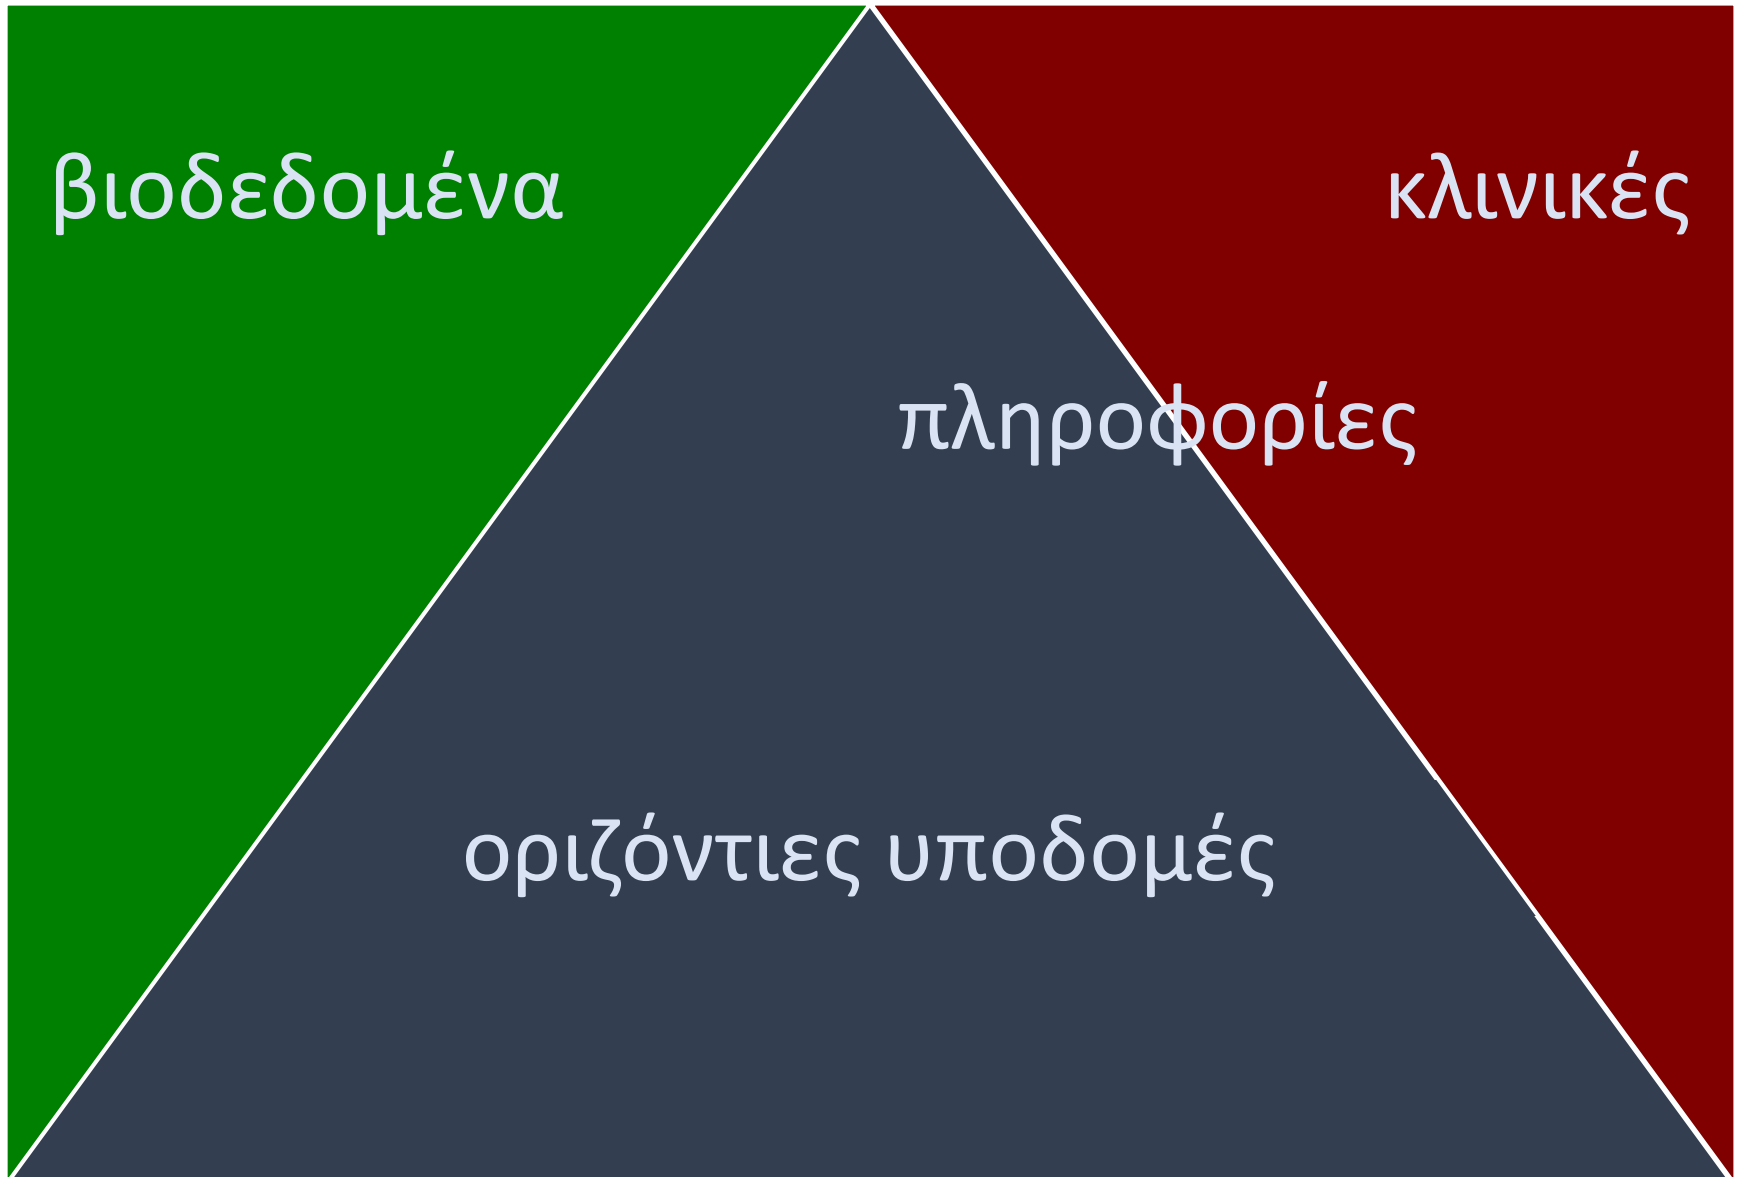 βιοδεδομένα
κλινικές
πληροφορίες
οριζόντιες υποδομές